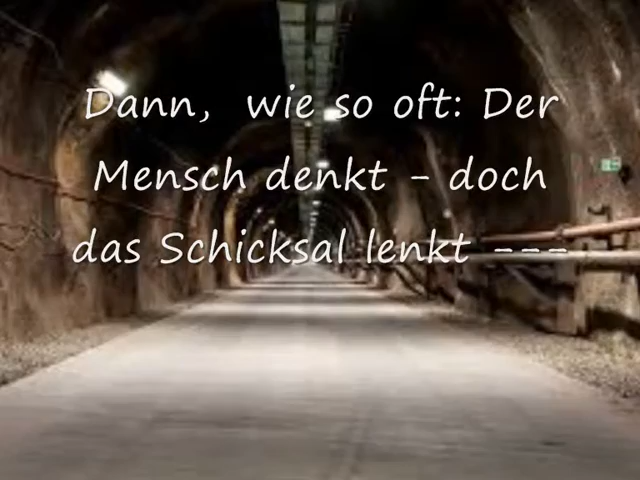 Dann, wie so oft: Der
Mensch denkt - doch
das Schicksal lenkt ---